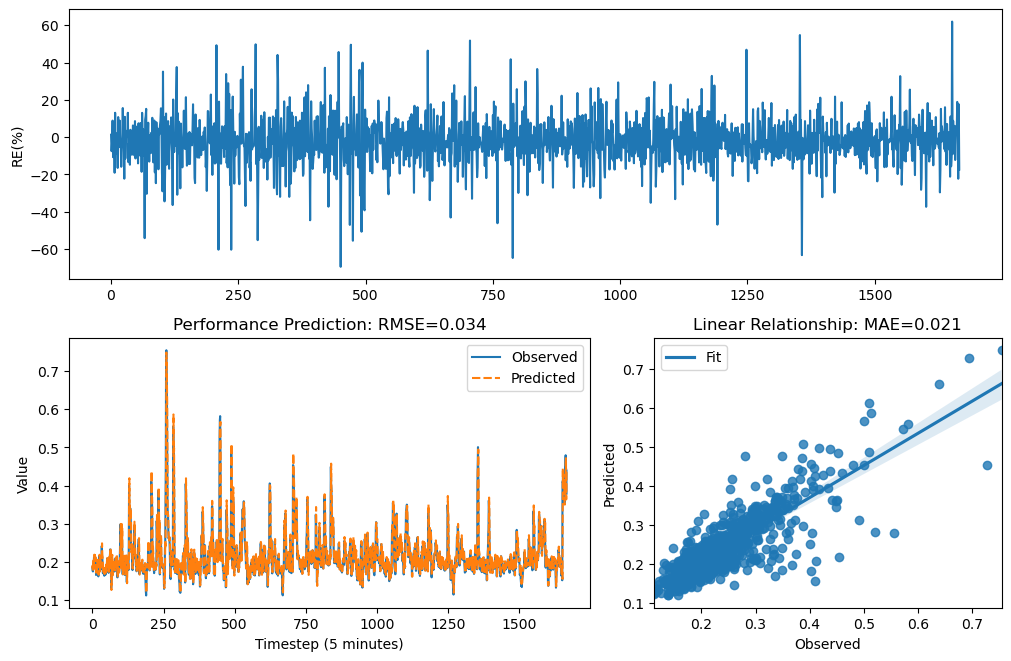 RE(%)
60
40
20
0
−20
−40
−60
0 250 500 750 1000 1250 1500
Performance Prediction: RMSE=0.034
Observed
Predicted
Value
0.7
0.6
0.5
0.4
0.3
0.2
0.1
0 250 500 750 1000 1250 1500
Timestep (5 minutes)
Linear Relationship: MAE=0.021
Fit
Predicted
0.7
0.6
0.5
0.4
0.3
0.2
0.1
0.2 0.3 0.4 0.5 0.6 0.7
Observed